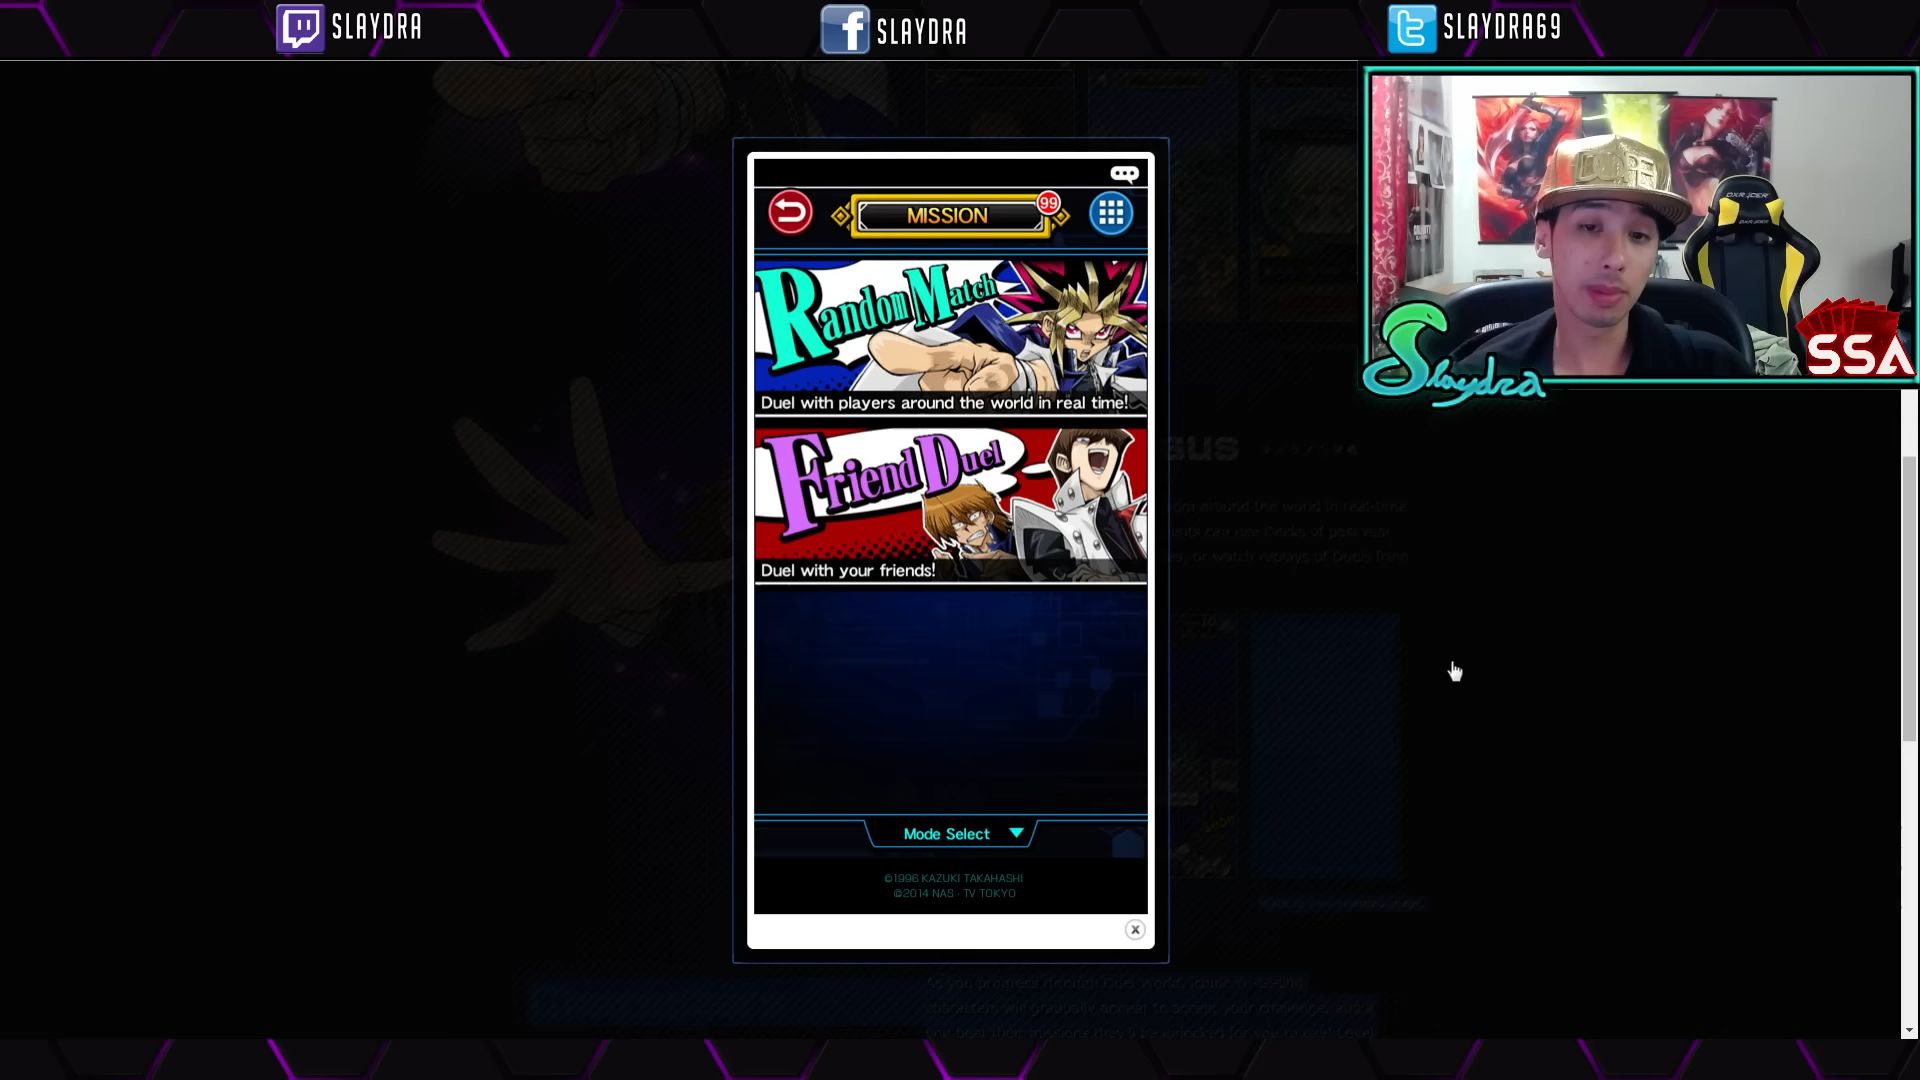 SLAYDRA
SLAYDRA
SLAYDRA69
MISSION
99
Random Match
Duel with players around the world in real time!
Friend Duel
Duel with your friends!
Mode Select
©1996 KAZUKI TAKAHASHI
©2014 NAS · TV TOKYO
DXRACER
Slaydra
SSA